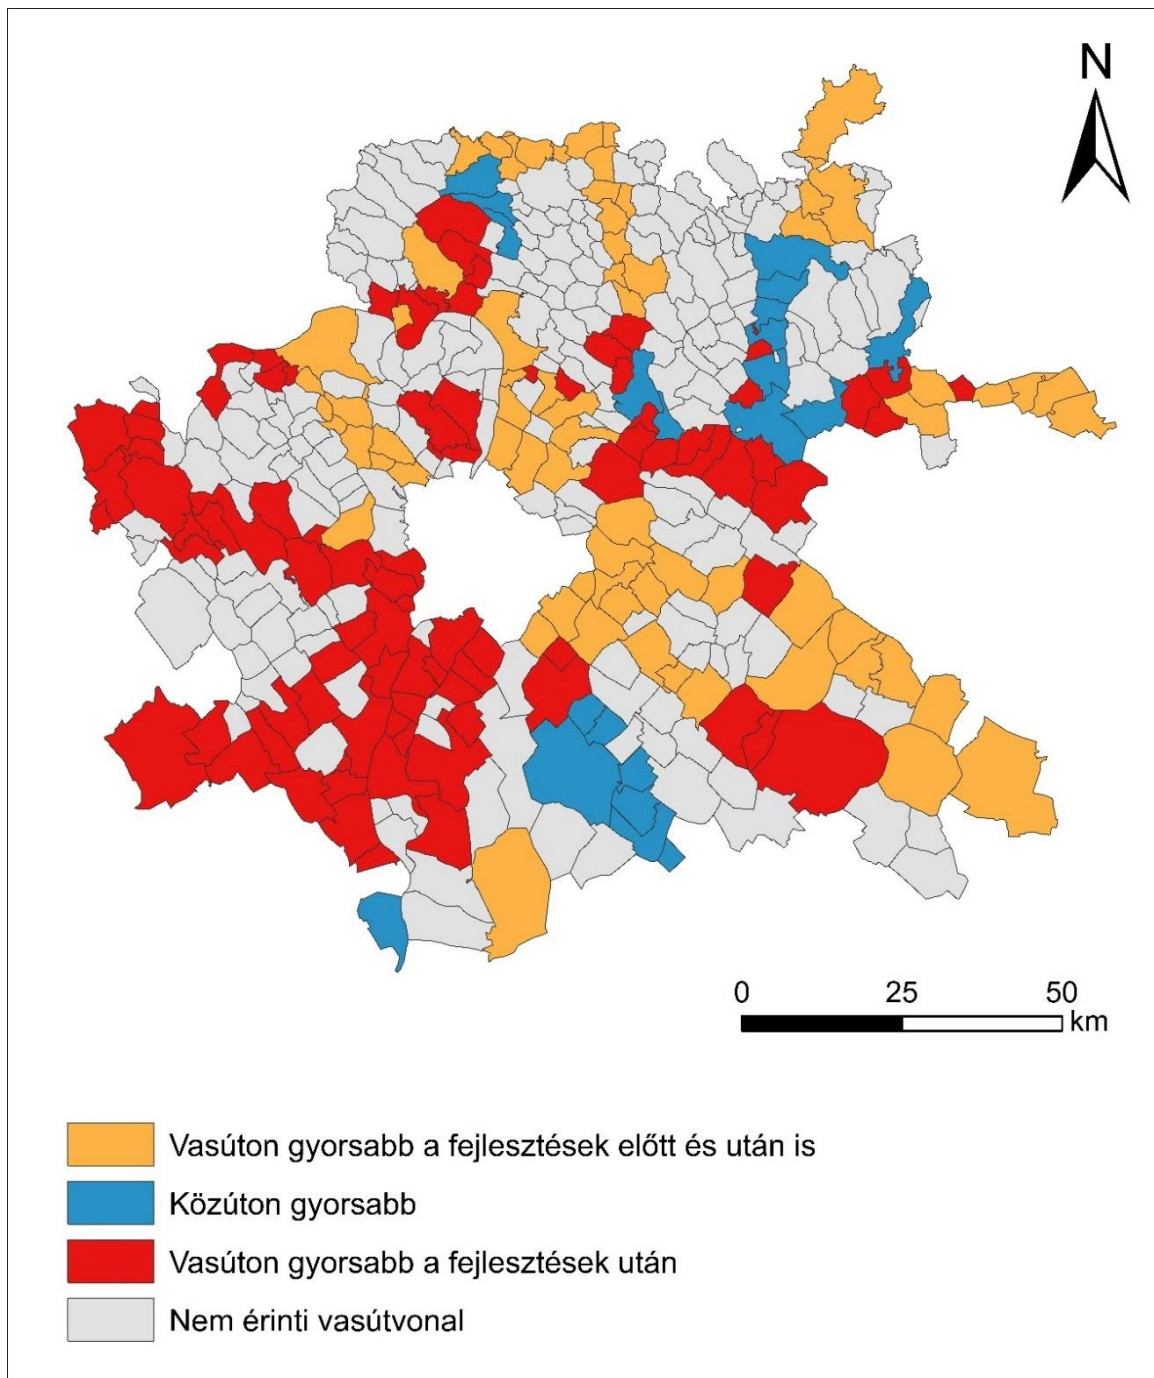 N
0 25 50
km
Vasúton gyorsabb a fejlesztések előtt és után is
Közúton gyorsabb
Vasúton gyorsabb a fejlesztések után
Nem érinti vasútvonal